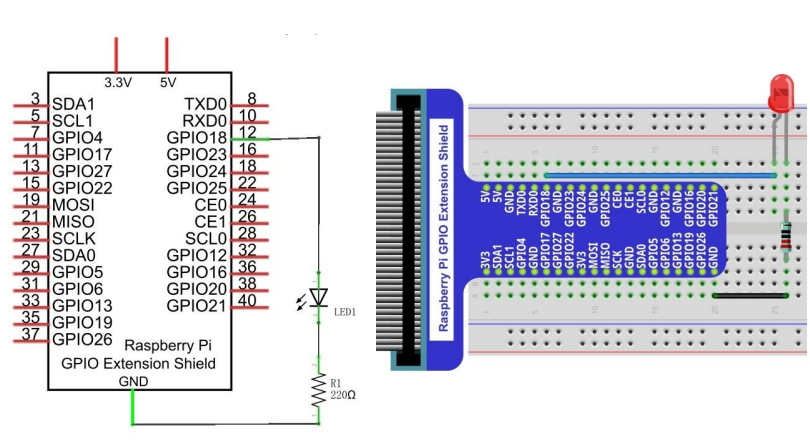 3.3V 5V
3 SDA1 TXD0 8
5 SCL1 RXD0 10
7 GPIO4 GPIO18 12
11 GPIO17 GPIO23 16
13 GPIO27 GPIO24 18
15 GPIO22 GPIO25 22
19 MOSI CE0 24
21 MISO CE1 26
23 SCLK SCL0 28
27 SDA0 GPIO12 32
29 GPIO5 GPIO16 36
31 GPIO6 GPIO20 38
33 GPIO13 GPIO21 40
35 GPIO19
37 GPIO26
Raspberry Pi
GPIO Extension Shield
GND
LED1
R1
220Ω
Raspberry Pi GPIO Extension Shield
5V 5V GND TXD0 RXD0 GPIO18 GND GPIO23 GPIO24 GND GPIO25 CE0 CE1 SCL0 GND GPIO12 GND GPIO16 GPIO20 GPIO21
3V3 SDA1 SCL1 GPIO4 GND GPIO17 GPIO27 GPIO22 3V3 MOSI MISO SCK GND SDA0 GPIO5 GPIO6 GPIO13 GPIO19 GPIO26 GND
1 5 10 15 20
5 10 15 20 25